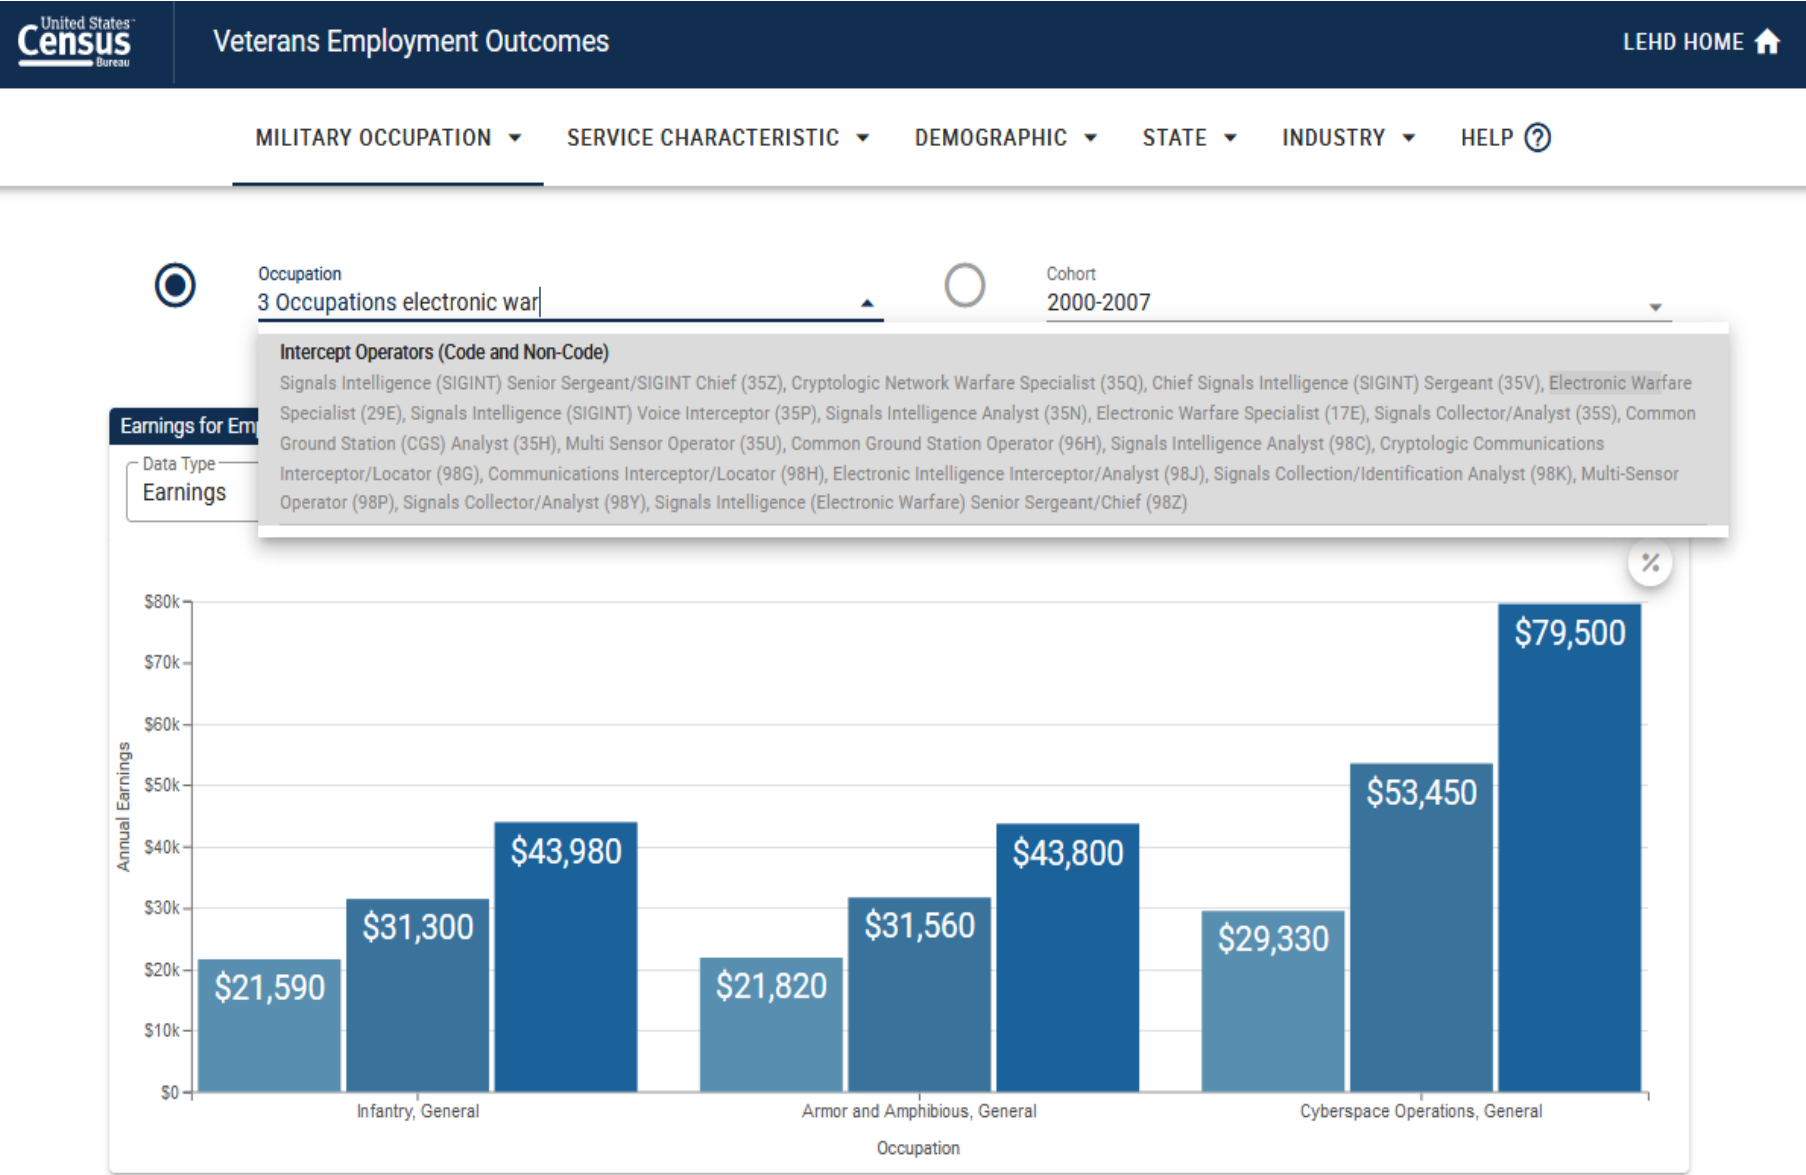 United States™
Census
Bureau
Veterans Employment Outcomes
LEHD HOME
MILITARY OCCUPATION
SERVICE CHARACTERISTIC
DEMOGRAPHIC
STATE
INDUSTRY
HELP ?
Occupation
3 Occupations electronic war
Cohort
2000-2007
Intercept Operators (Code and Non-Code)
Signals Intelligence (SIGINT) Senior Sergeant/SIGINT Chief (35Z), Cryptologic Network Warfare Specialist (35Q), Chief Signals Intelligence (SIGINT) Sergeant (35V), Electronic Warfare
Specialist (29E), Signals Intelligence (SIGINT) Voice Interceptor (35P), Signals Intelligence Analyst (35N), Electronic Warfare Specialist (17E), Signals Collector/Analyst (35S), Common
Ground Station (CGS) Analyst (35H), Multi Sensor Operator (35U), Common Ground Station Operator (96H), Signals Intelligence Analyst (98C), Cryptologic Communications
Interceptor/Locator (98G), Communications Interceptor/Locator (98H), Electronic Intelligence Interceptor/Analyst (98J), Signals Collection/Identification Analyst (98K), Multi-Sensor
Operator (98P), Signals Collector/Analyst (98Y), Signals Intelligence (Electronic Warfare) Senior Sergeant/Chief (98Z)
Earnings for Emp
Data Type
Earnings
%
$80k
$70k
$60k
$50k
$40k
$30k
$20k
$10k
$0
Annual Earnings
$21,590
$31,300
$43,980
$21,820
$31,560
$43,800
$29,330
$53,450
$79,500
Infantry, General
Armor and Amphibious, General
Cyberspace Operations, General
Occupation